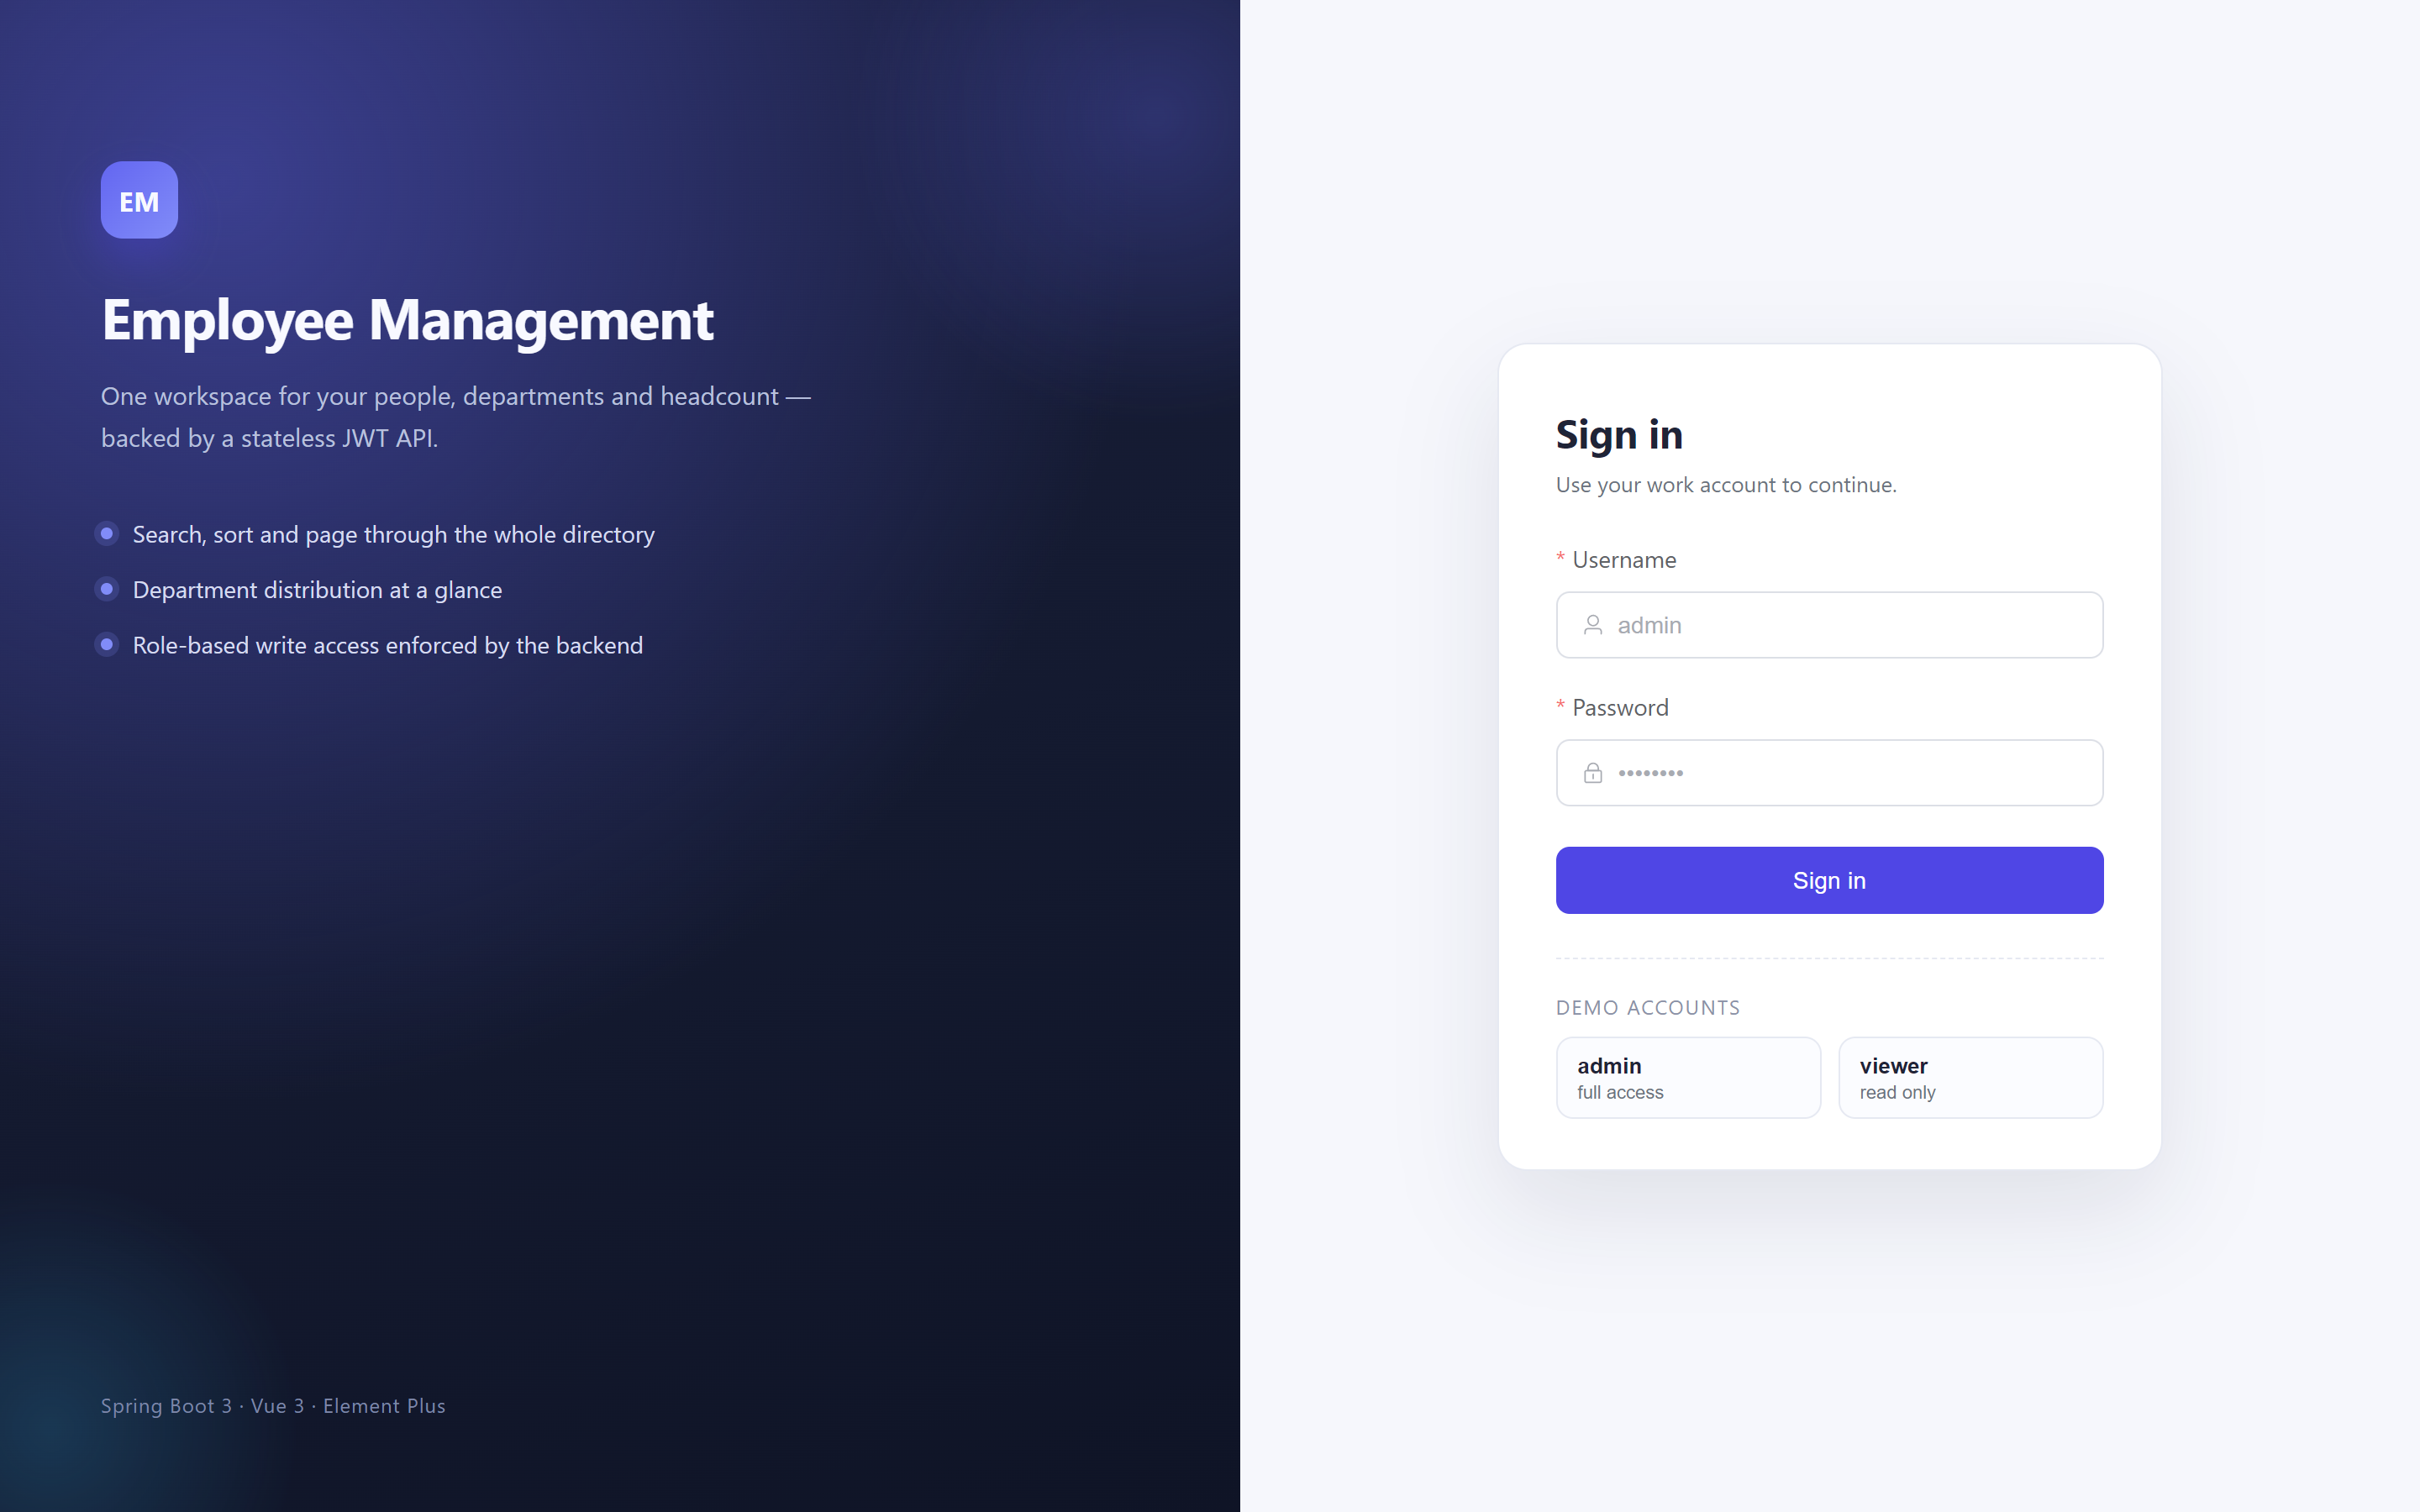 EM
Employee Management
One workspace for your people, departments and headcount —
backed by a stateless JWT API.
Search, sort and page through the whole directory
Department distribution at a glance
Role-based write access enforced by the backend
Spring Boot 3 · Vue 3 · Element Plus
Sign in
Use your work account to continue.
* Username
admin
* Password
••••••••
Sign in
DEMO ACCOUNTS
admin
full access
viewer
read only